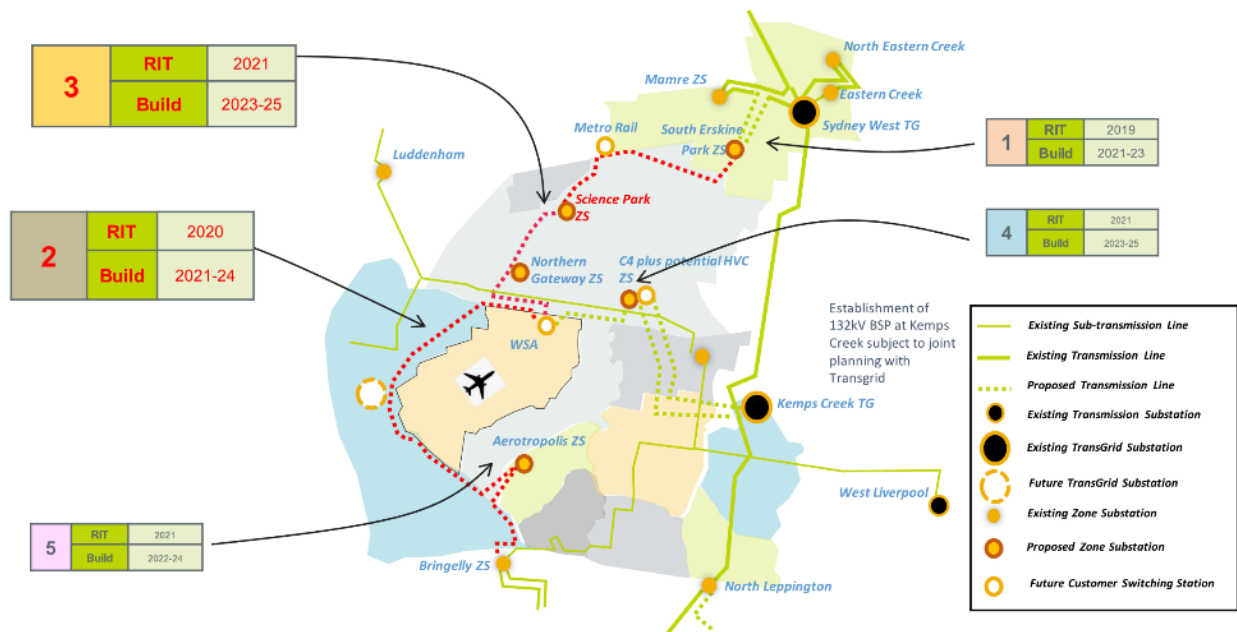 North Eastern Creek
3
RIT
2021
Build
2023-25
Mamre ZS
Eastern Creek
Sydney West TG
Metro Rail
South Erskine
Park ZS
1
RIT
2019
Build
2021-23
Luddenham
Science Park
ZS
2
RIT
2020
Build
2021-24
4
RIT
2021
Build
2023-25
Northern
Gateway ZS
C4 plus potential HVC
ZS
WSA
Establishment of
132kV BSP at Kemps
Creek subject to joint
planning with
Transgrid
Kemps Creek TG
Aerotropolis ZS
West Liverpool
5
RIT
2021
Build
2022-24
Bringelly ZS
North Leppington
Existing Sub-transmission Line
Existing Transmission Line
Proposed Transmission Line
Existing Transmission Substation
Existing TransGrid Substation
Future TransGrid Substation
Existing Zone Substation
Proposed Zone Substation
Future Customer Switching Station